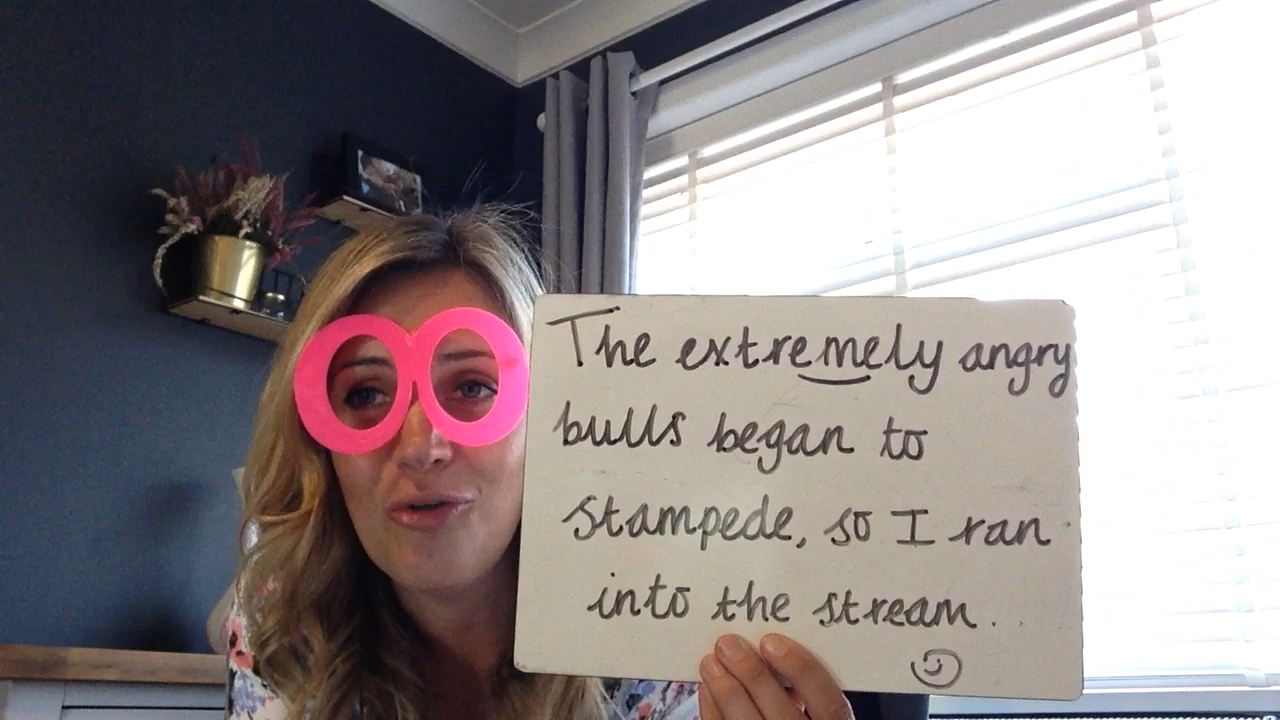 The extremely angry
bulls began to
stampede, so I ran
into the stream.